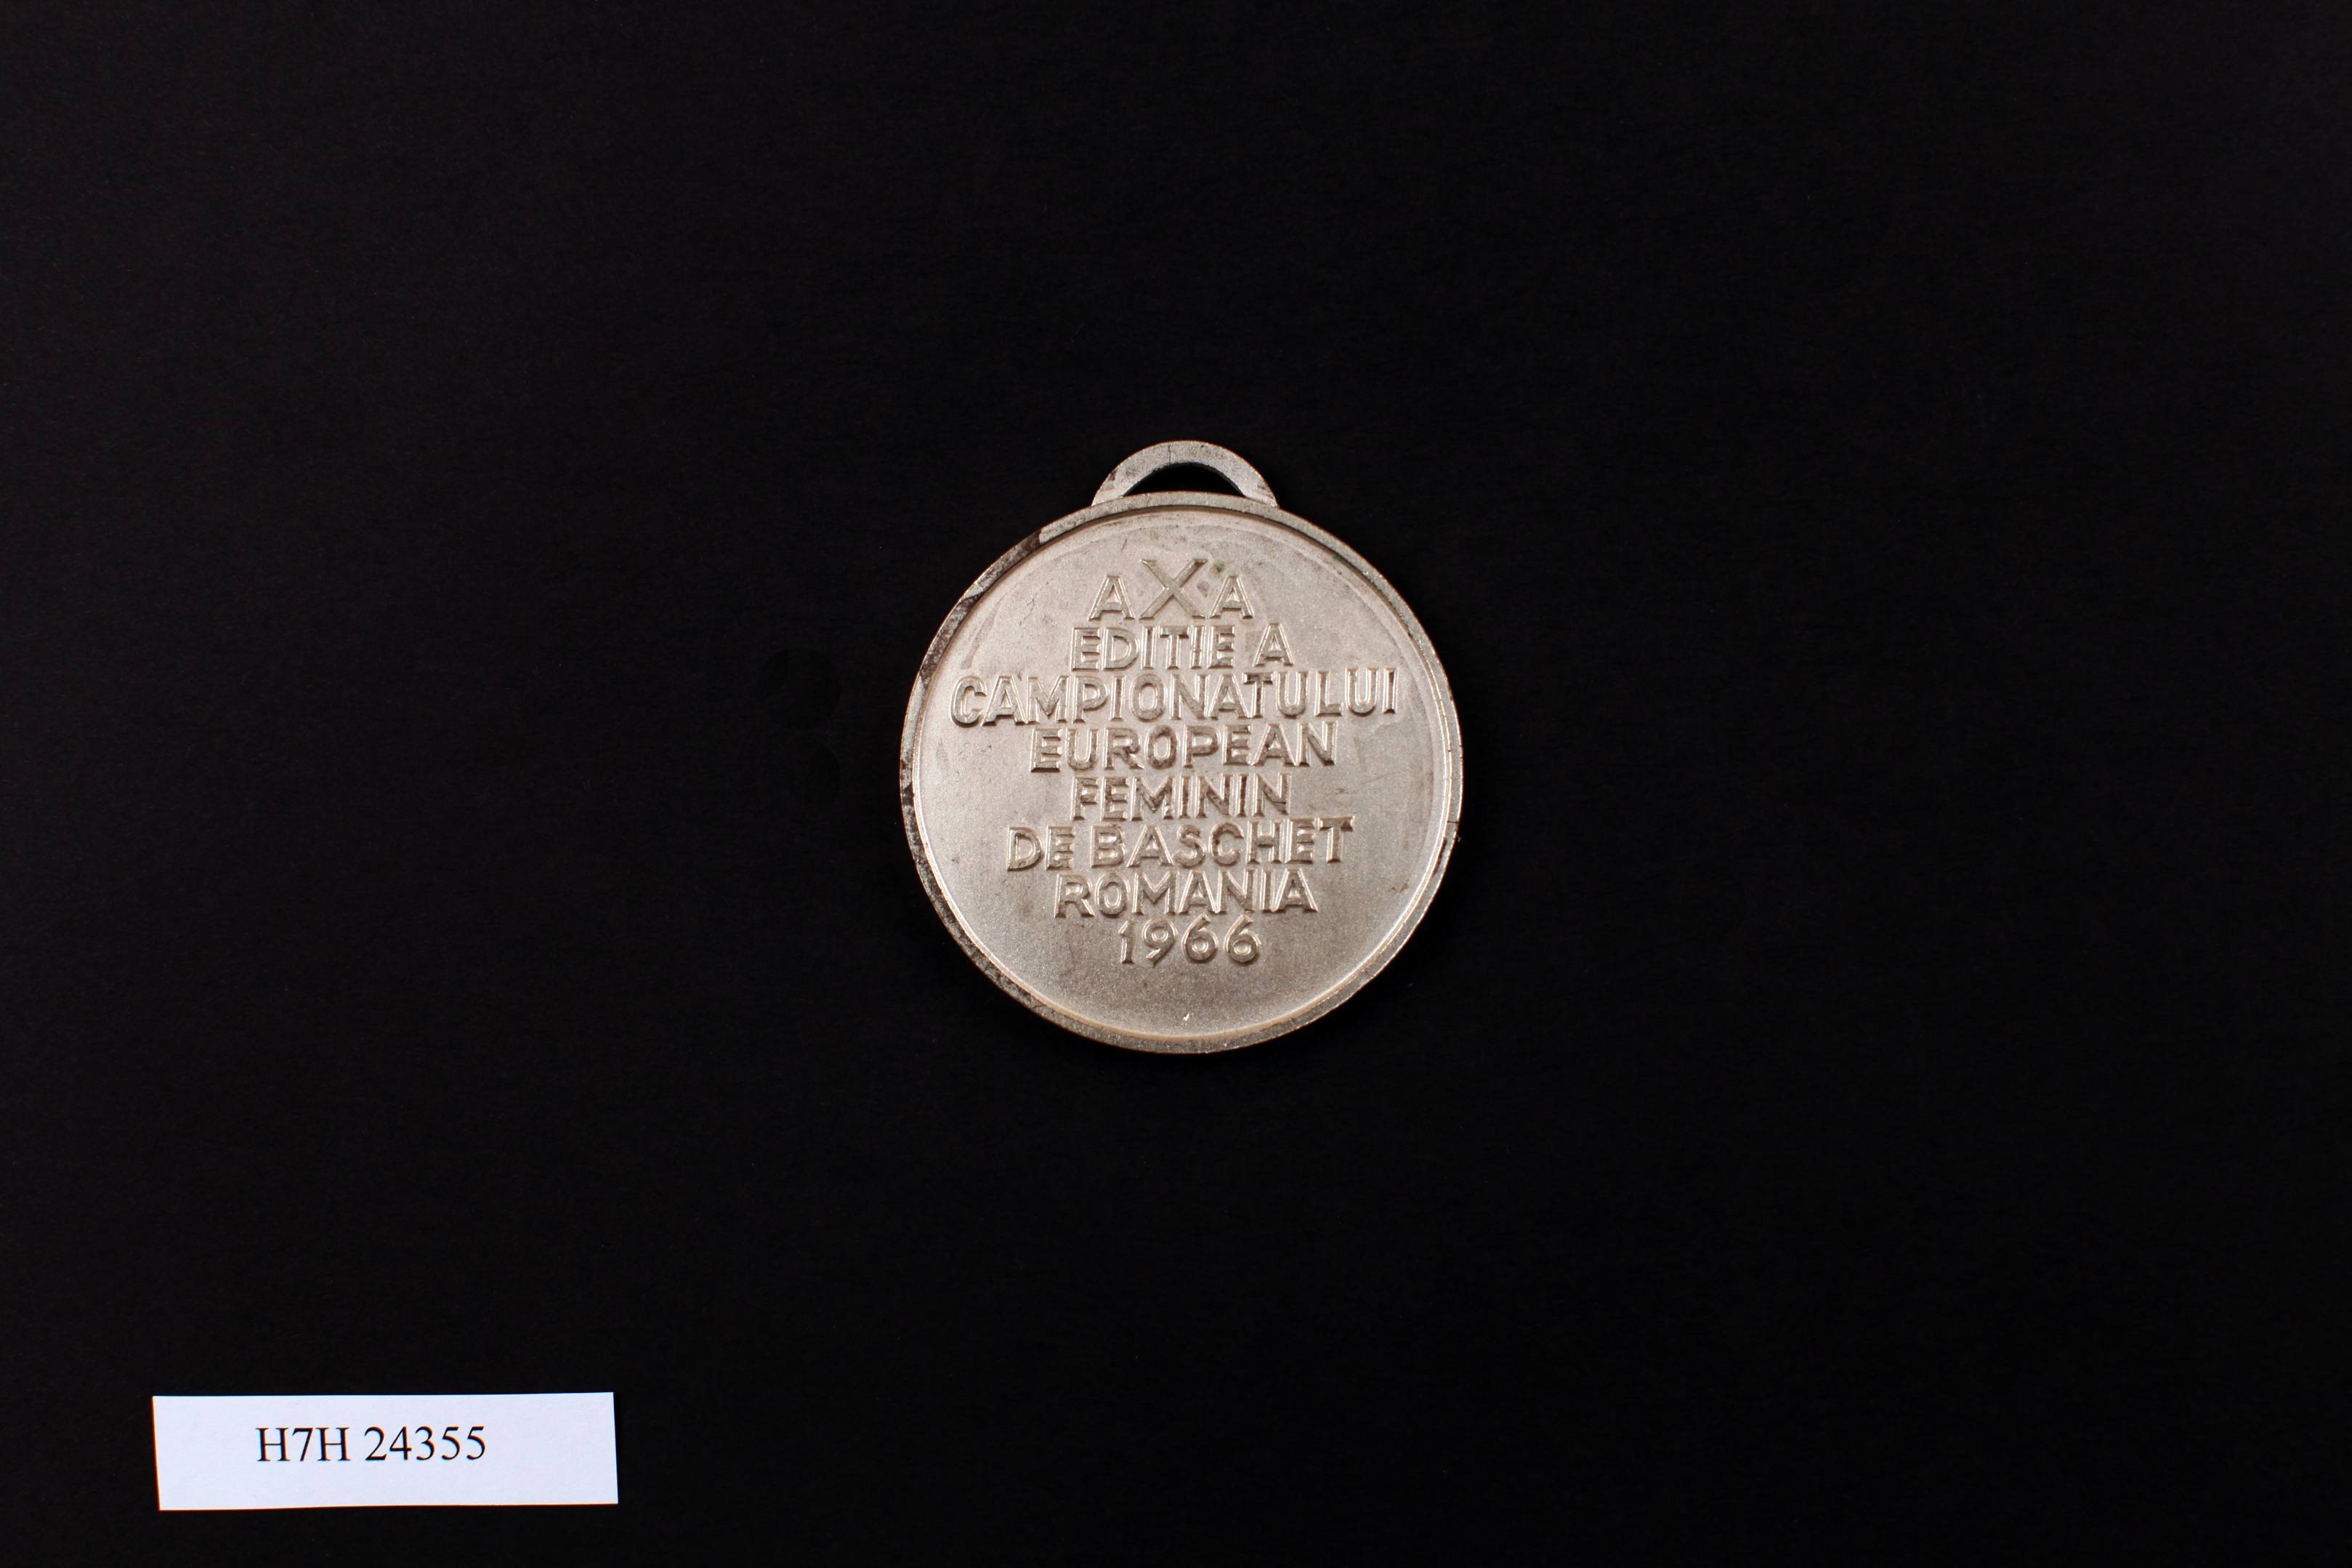 A X A
EDITIE A
CAMPIONATULUI
EUROPEAN
FEMININ
DE BASCHET
ROMANIA
1966
H7H 24355